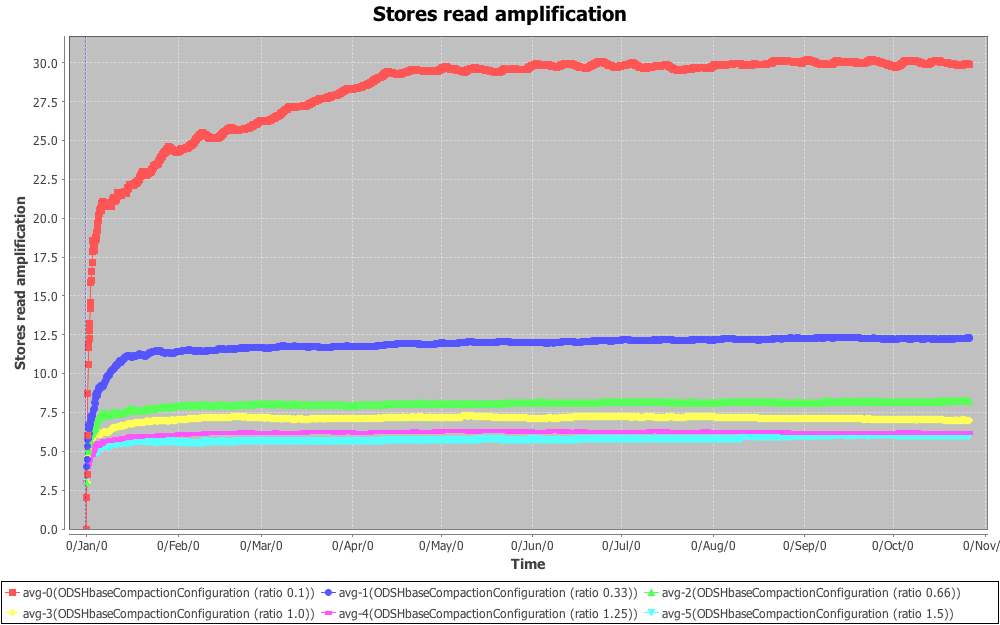 Stores read amplification
Stores read amplification
30.0
27.5
25.0
22.5
20.0
17.5
15.0
12.5
10.0
7.5
5.0
2.5
0.0
0/Jan/0 0/Feb/0 0/Mar/0 0/Apr/0 0/May/0 0/Jun/0 0/Jul/0 0/Aug/0 0/Sep/0 0/Oct/0 0/Nov/
Time
avg-0(ODSHbaseCompactionConfiguration (ratio 0.1)) avg-1(ODSHbaseCompactionConfiguration (ratio 0.33)) avg-2(ODSHbaseCompactionConfiguration (ratio 0.66))
avg-3(ODSHbaseCompactionConfiguration (ratio 1.0)) avg-4(ODSHbaseCompactionConfiguration (ratio 1.25)) avg-5(ODSHbaseCompactionConfiguration (ratio 1.5))